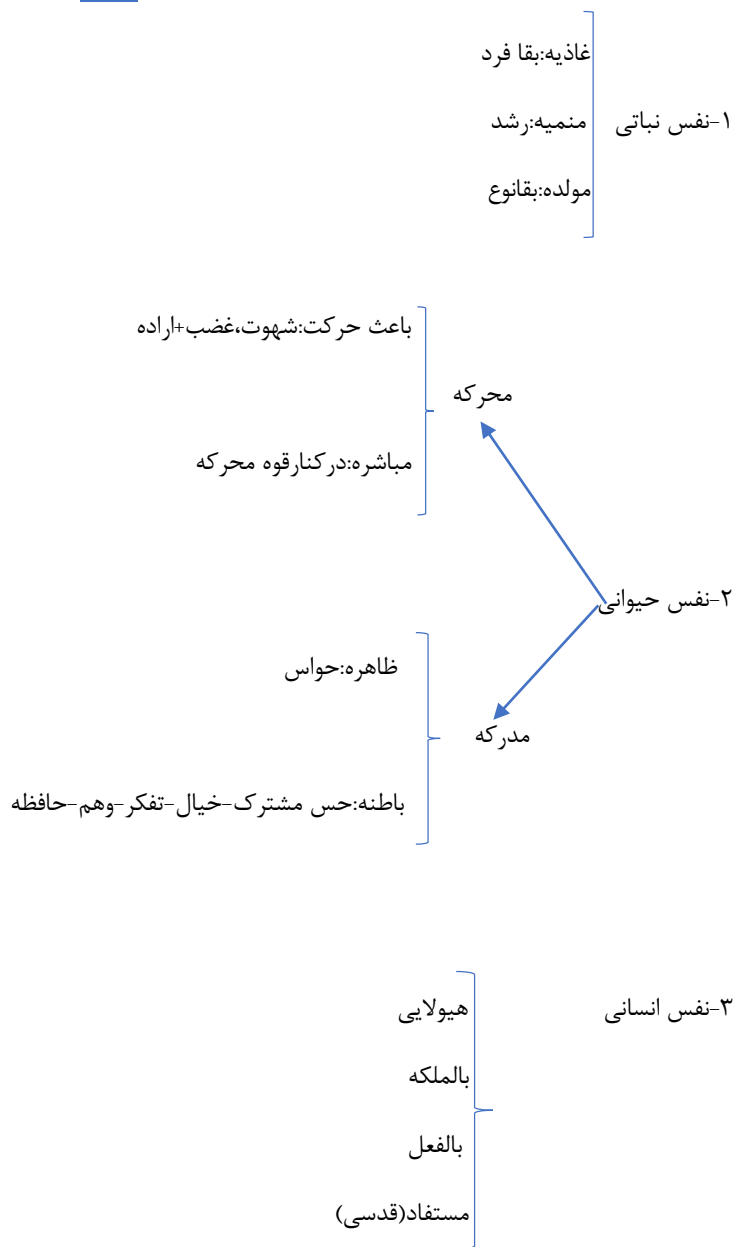 غاذیه:بقا فرد
۱-نفس نباتی
منمیه:رشد
مولده:بقانوع
باعث حرکت:شهوت،غضب+اراده
محرکه
مباشره:درکنارقوه محرکه
۲-نفس حیوانی
ظاهره:حواس
مدرکه
باطنه:حس مشترک-خیال-تفکر-وهم-حافظه
۳-نفس انسانی
هیولایی
بالملکه
بالفعل
مستفاد(قدسی)